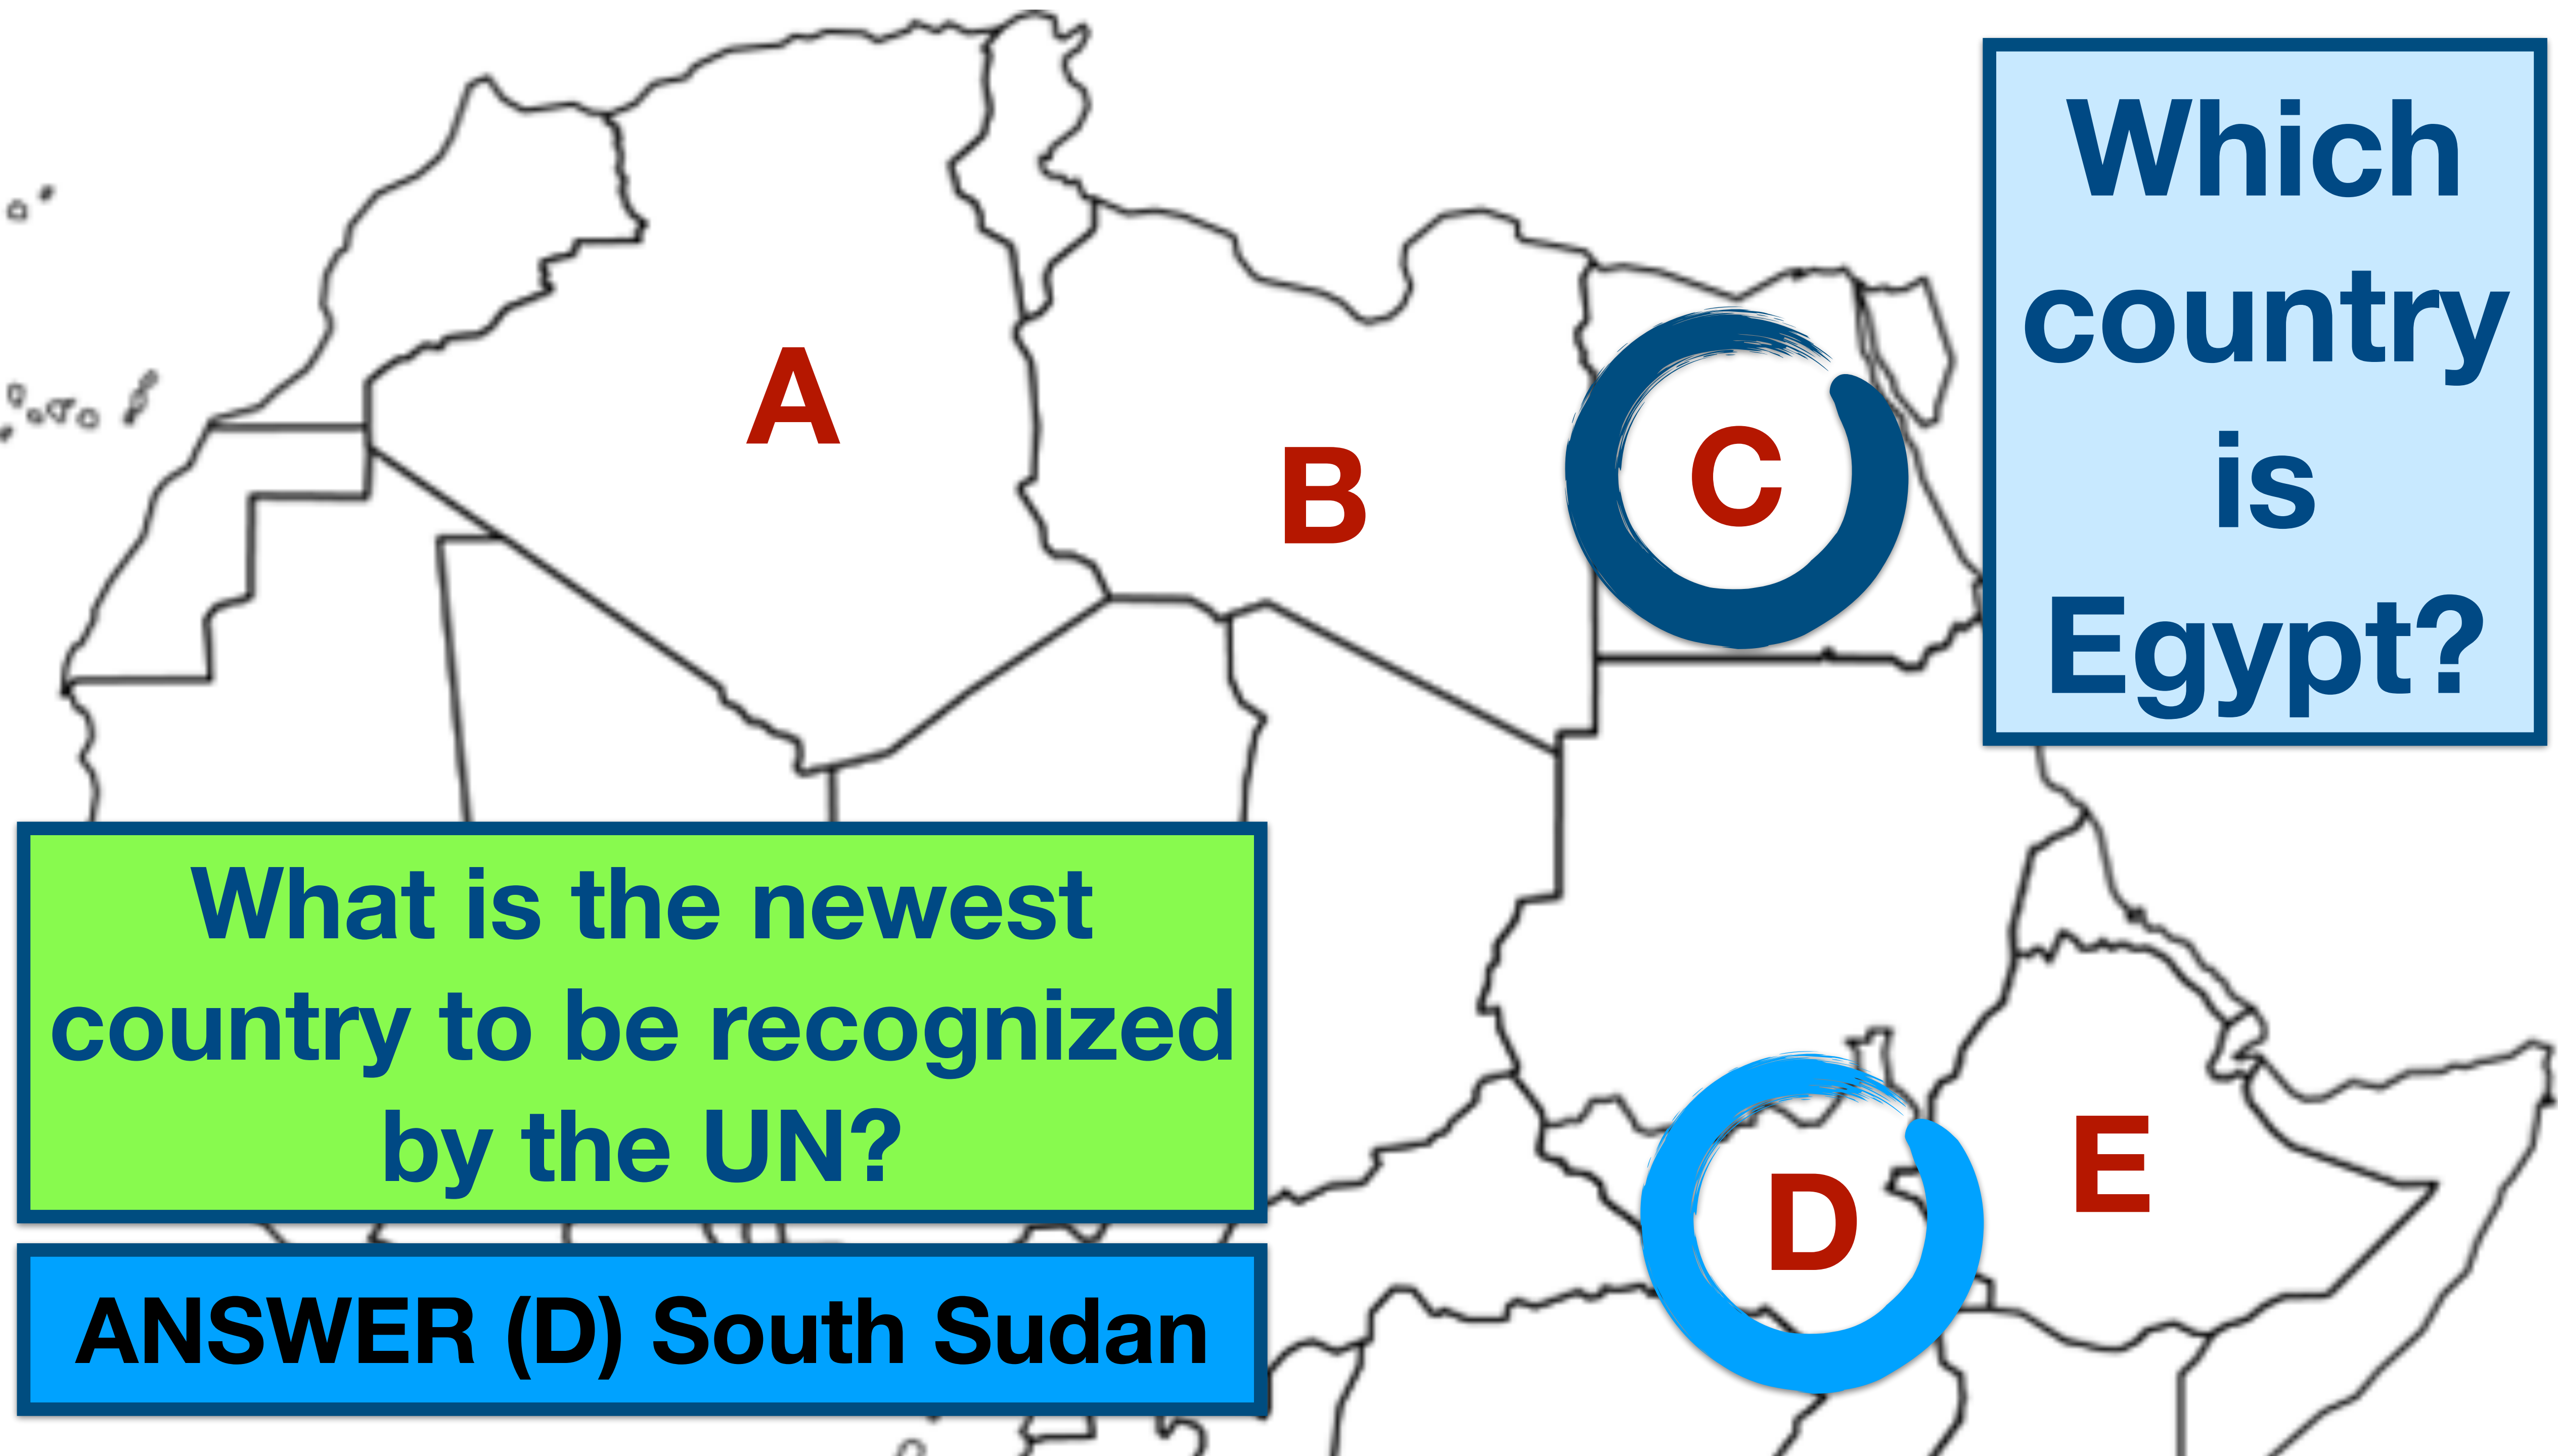 Which
country
is
Egypt?
A
B
C
What is the newest
country to be recognized
by the UN?
D
E
ANSWER (D) South Sudan